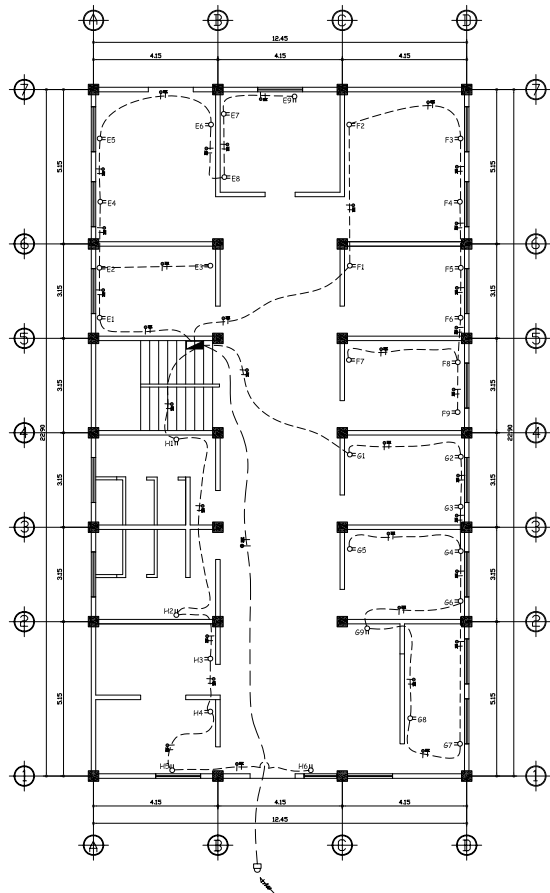 A B C D
12.45
4.15 4.15 4.15
7 7
E9
E7
E6 F2
E5 F3
5.15 5.15
E4 F4
6 6
E2 E3 F1 F5
3.15 3.15
E1 F6
5 5
F7 F8
3.15 3.15
F9
4 4
22.90 22.90
H1 G1 G2
3.15 3.15
G3
3 3
G5 G4
3.15 3.15
H2 G6
2 2
G9
H3
5.15 5.15
H4 G8
G7
H5 H6
1 1
4.15 4.15 4.15
12.45
A B C D
E8